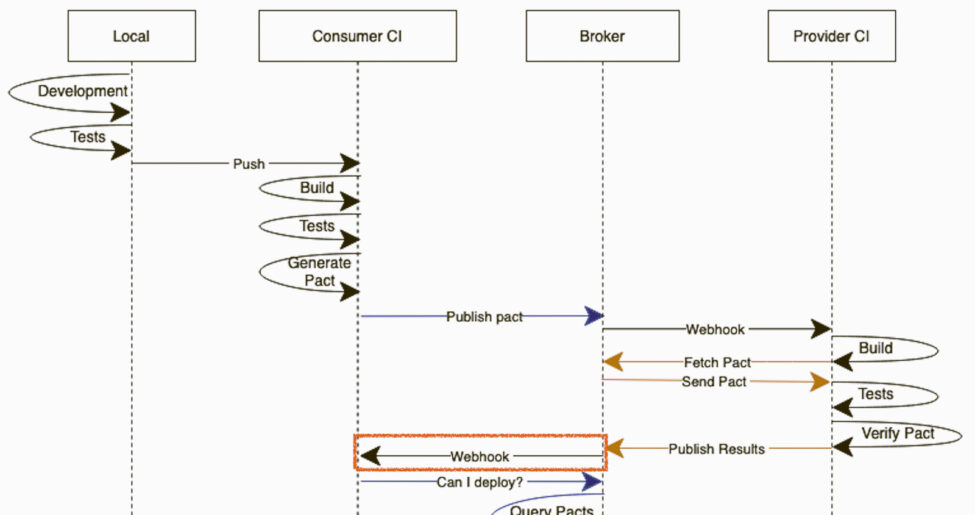 Local
Consumer CI
Broker
Provider CI
Development
Tests
Push
Build
Tests
Generate
Pact
Publish pact
Webhook
Build
Fetch Pact
Send Pact
Tests
Verify Pact
Publish Results
Webhook
Can I deploy?
Query Pacts